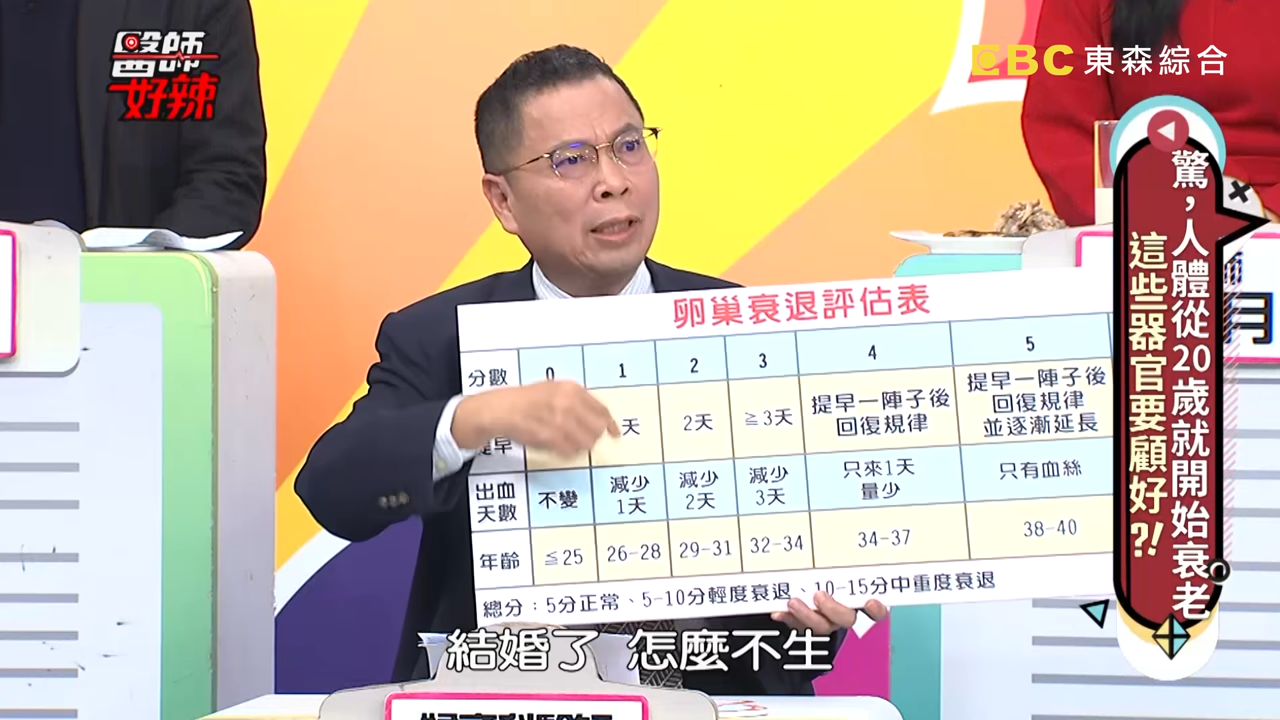 醫師
好辣
EBC 東森綜合
驚，人體從20歲就開始衰老
這些器官要顧好?!
卵巢衰退評估表
分數 0 1 2 3 4 5
提早 天 2天 ≧3天 提早一陣子後回復規律 提早一陣子後回復規律並逐漸延長
出血天數 不變 減少1天 減少2天 減少3天 只來1天量少 只有血絲
年齡 ≦25 26-28 29-31 32-34 34-37 38-40
總分：5分正常、5-10分輕度衰退、10-15分中重度衰退
結婚了 怎麼不生